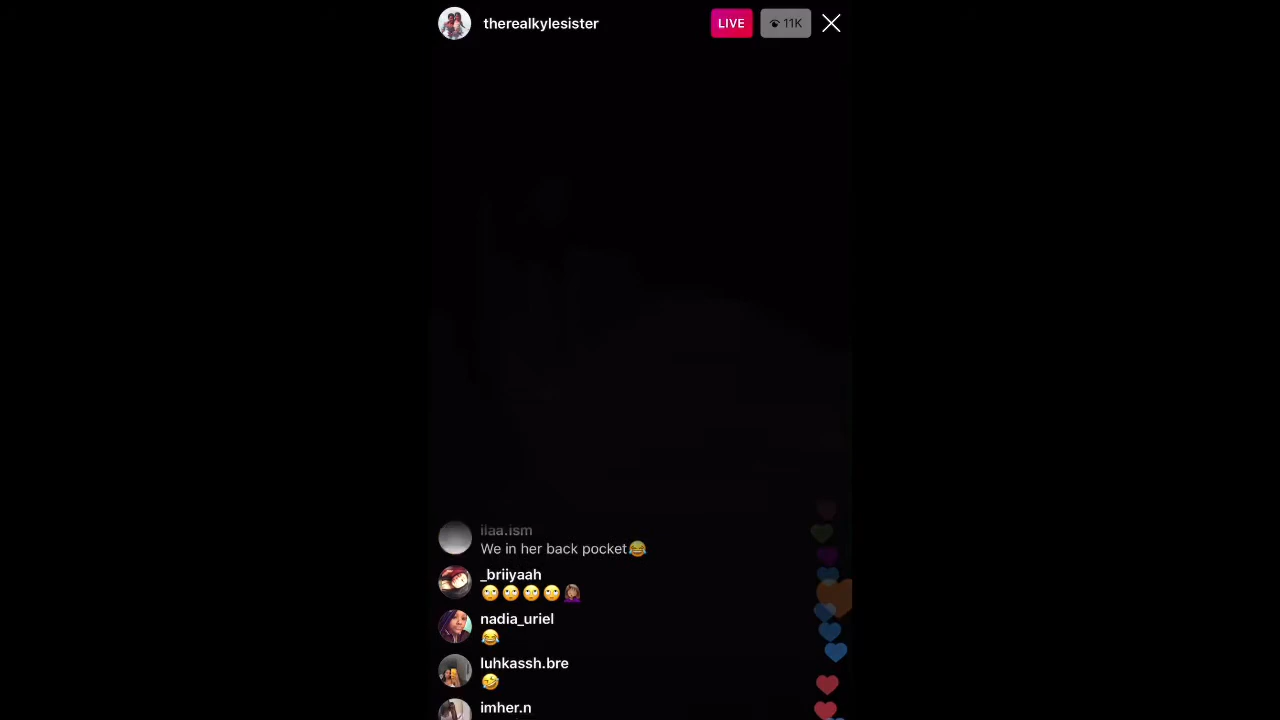 therealkylesister
LIVE
11K
ilaa.ism
We in her back pocket😂
_briiyaah
🙄🙄🙄🙄🤦🏽‍♀️
nadia_uriel
😂
luhkassh.bre
🤣
imher.n